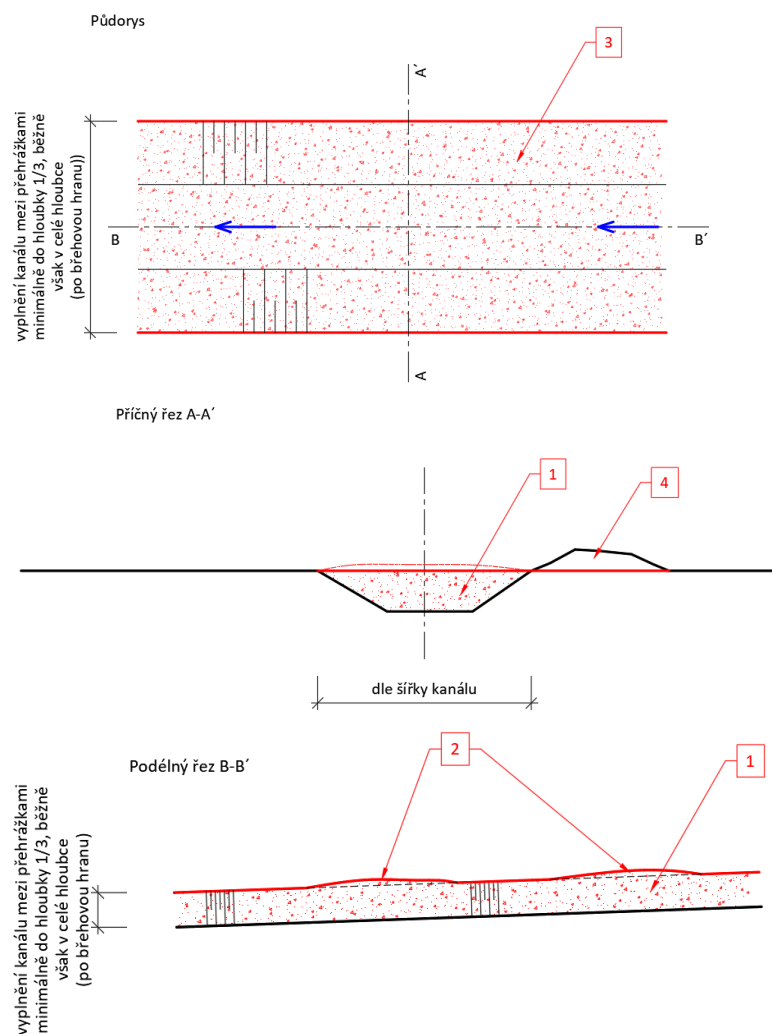 Půdorys
3
A´
vyplnění kanálu mezi přehrážkami
minimálně do hloubky 1/3, běžně
však v celé hloubce
(po břehovou hranu))
B
B´
A
Příčný řez A-A´
1
4
dle šířky kanálu
2
1
Podélný řez B-B´
vyplnění kanálu mezi přehrážkami
minimálně do hloubky 1/3, běžně
však v celé hloubce
(po břehovou hranu)